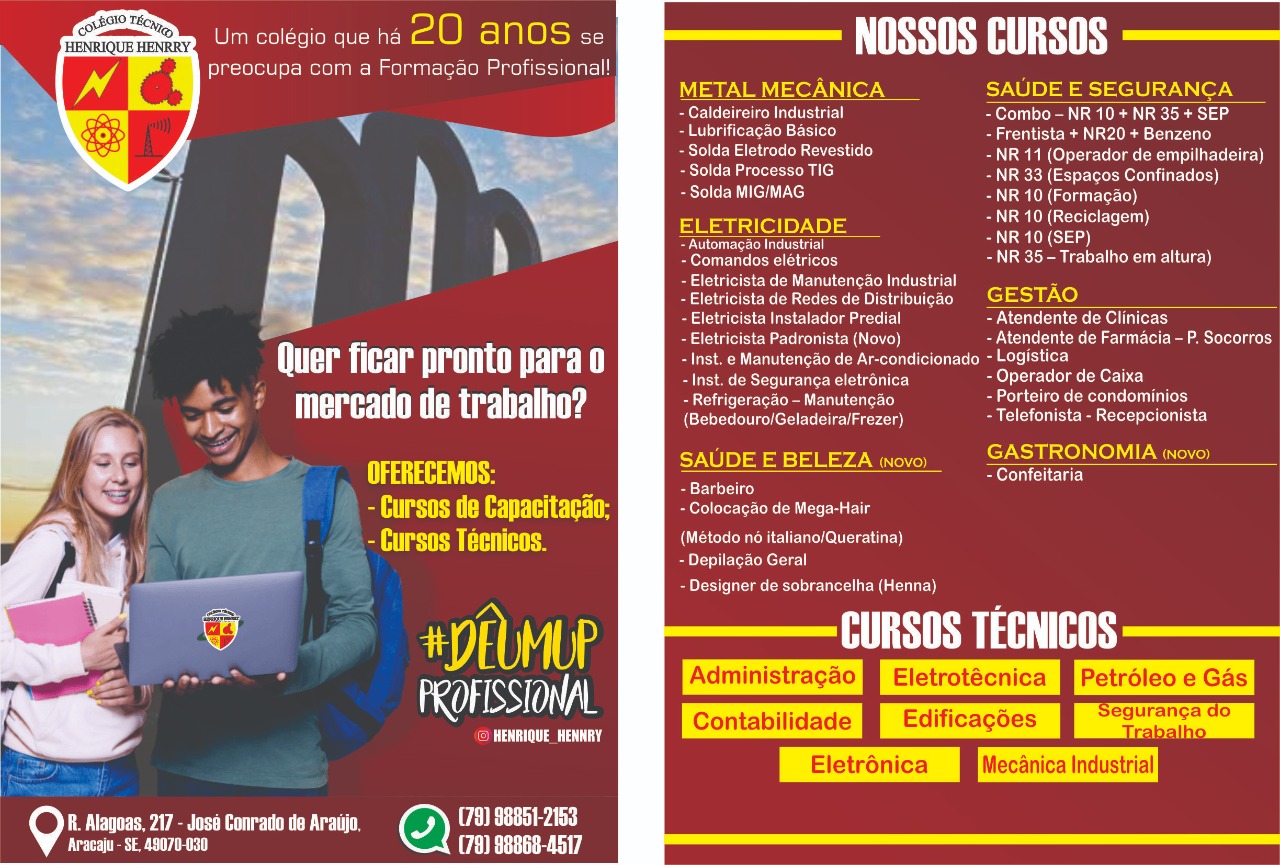 COLÉGIO TÉCNICO
HENRIQUE HENRRY
Um colégio que há 20 anos se
preocupa com a Formação Profissional!
Quer ficar pronto para o
mercado de trabalho?
OFERECEMOS:
- Cursos de Capacitação;
- Cursos Técnicos.
#DÊUMUP
PROFISSIONAL
HENRIQUE_HENNRY
R. Alagoas, 217 - José Conrado de Araújo,
Aracaju - SE, 49070-030
(79) 98851-2153
(79) 98868-4517
NOSSOS CURSOS
METAL MECÂNICA
- Caldeireiro Industrial
- Lubrificação Básico
- Solda Eletrodo Revestido
- Solda Processo TIG
- Solda MIG/MAG
ELETRICIDADE
- Automação Industrial
- Comandos elétricos
- Eletricista de Manutenção Industrial
- Eletricista de Redes de Distribuição
- Eletricista Instalador Predial
- Eletricista Padronista (Novo)
- Inst. e Manutenção de Ar-condicionado
- Inst. de Segurança eletrônica
- Refrigeração – Manutenção
(Bebedouro/Geladeira/Frezer)
SAÚDE E BELEZA (NOVO)
- Barbeiro
- Colocação de Mega-Hair
(Método nó italiano/Queratina)
- Depilação Geral
- Designer de sobrancelha (Henna)
SAÚDE E SEGURANÇA
- Combo – NR 10 + NR 35 + SEP
- Frentista + NR20 + Benzeno
- NR 11 (Operador de empilhadeira)
- NR 33 (Espaços Confinados)
- NR 10 (Formação)
- NR 10 (Reciclagem)
- NR 10 (SEP)
- NR 35 – Trabalho em altura)
GESTÃO
- Atendente de Clínicas
- Atendente de Farmácia – P. Socorros
- Logística
- Operador de Caixa
- Porteiro de condomínios
- Telefonista - Recepcionista
GASTRONOMIA (NOVO)
- Confeitaria
CURSOS TÉCNICOS
Administração
Eletrotêcnica
Petróleo e Gás
Contabilidade
Edificações
Segurança do
Trabalho
Eletrônica
Mecânica Industrial